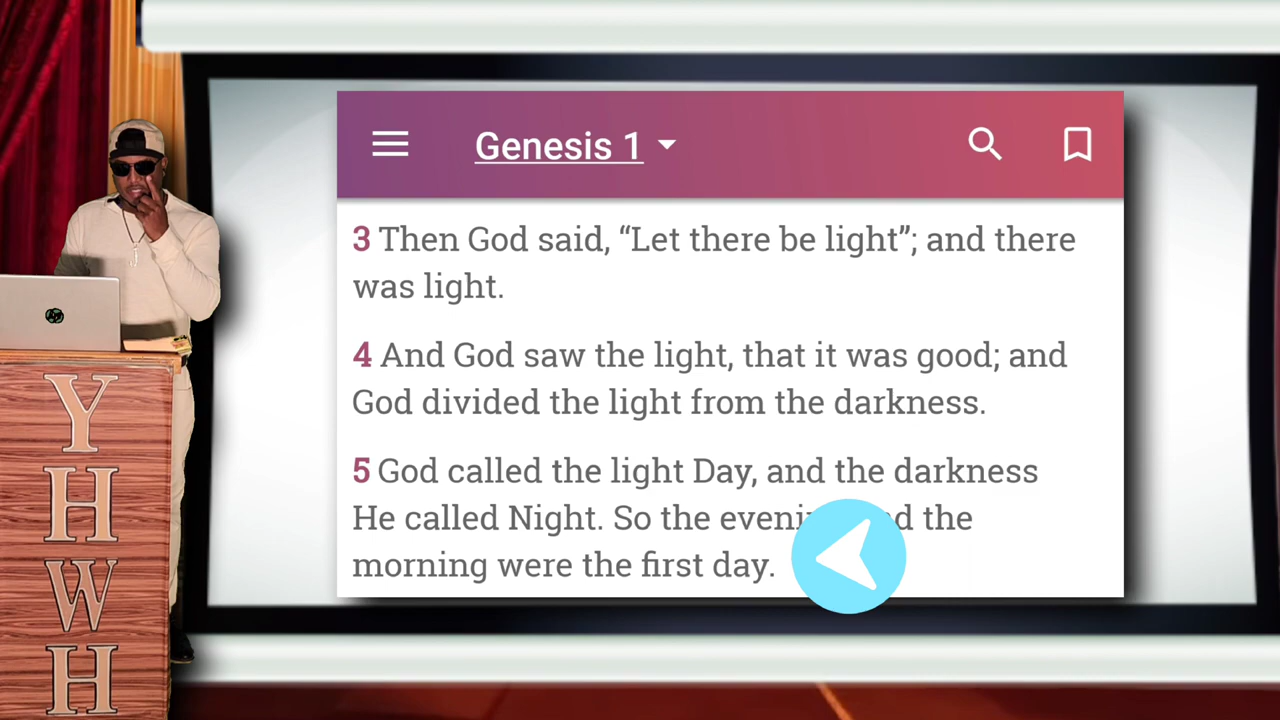 Genesis 1
3 Then God said, “Let there be light”; and there
was light.
4 And God saw the light, that it was good; and
God divided the light from the darkness.
5 God called the light Day, and the darkness
He called Night. So the the
morning were the first day.
Y
H
W
H